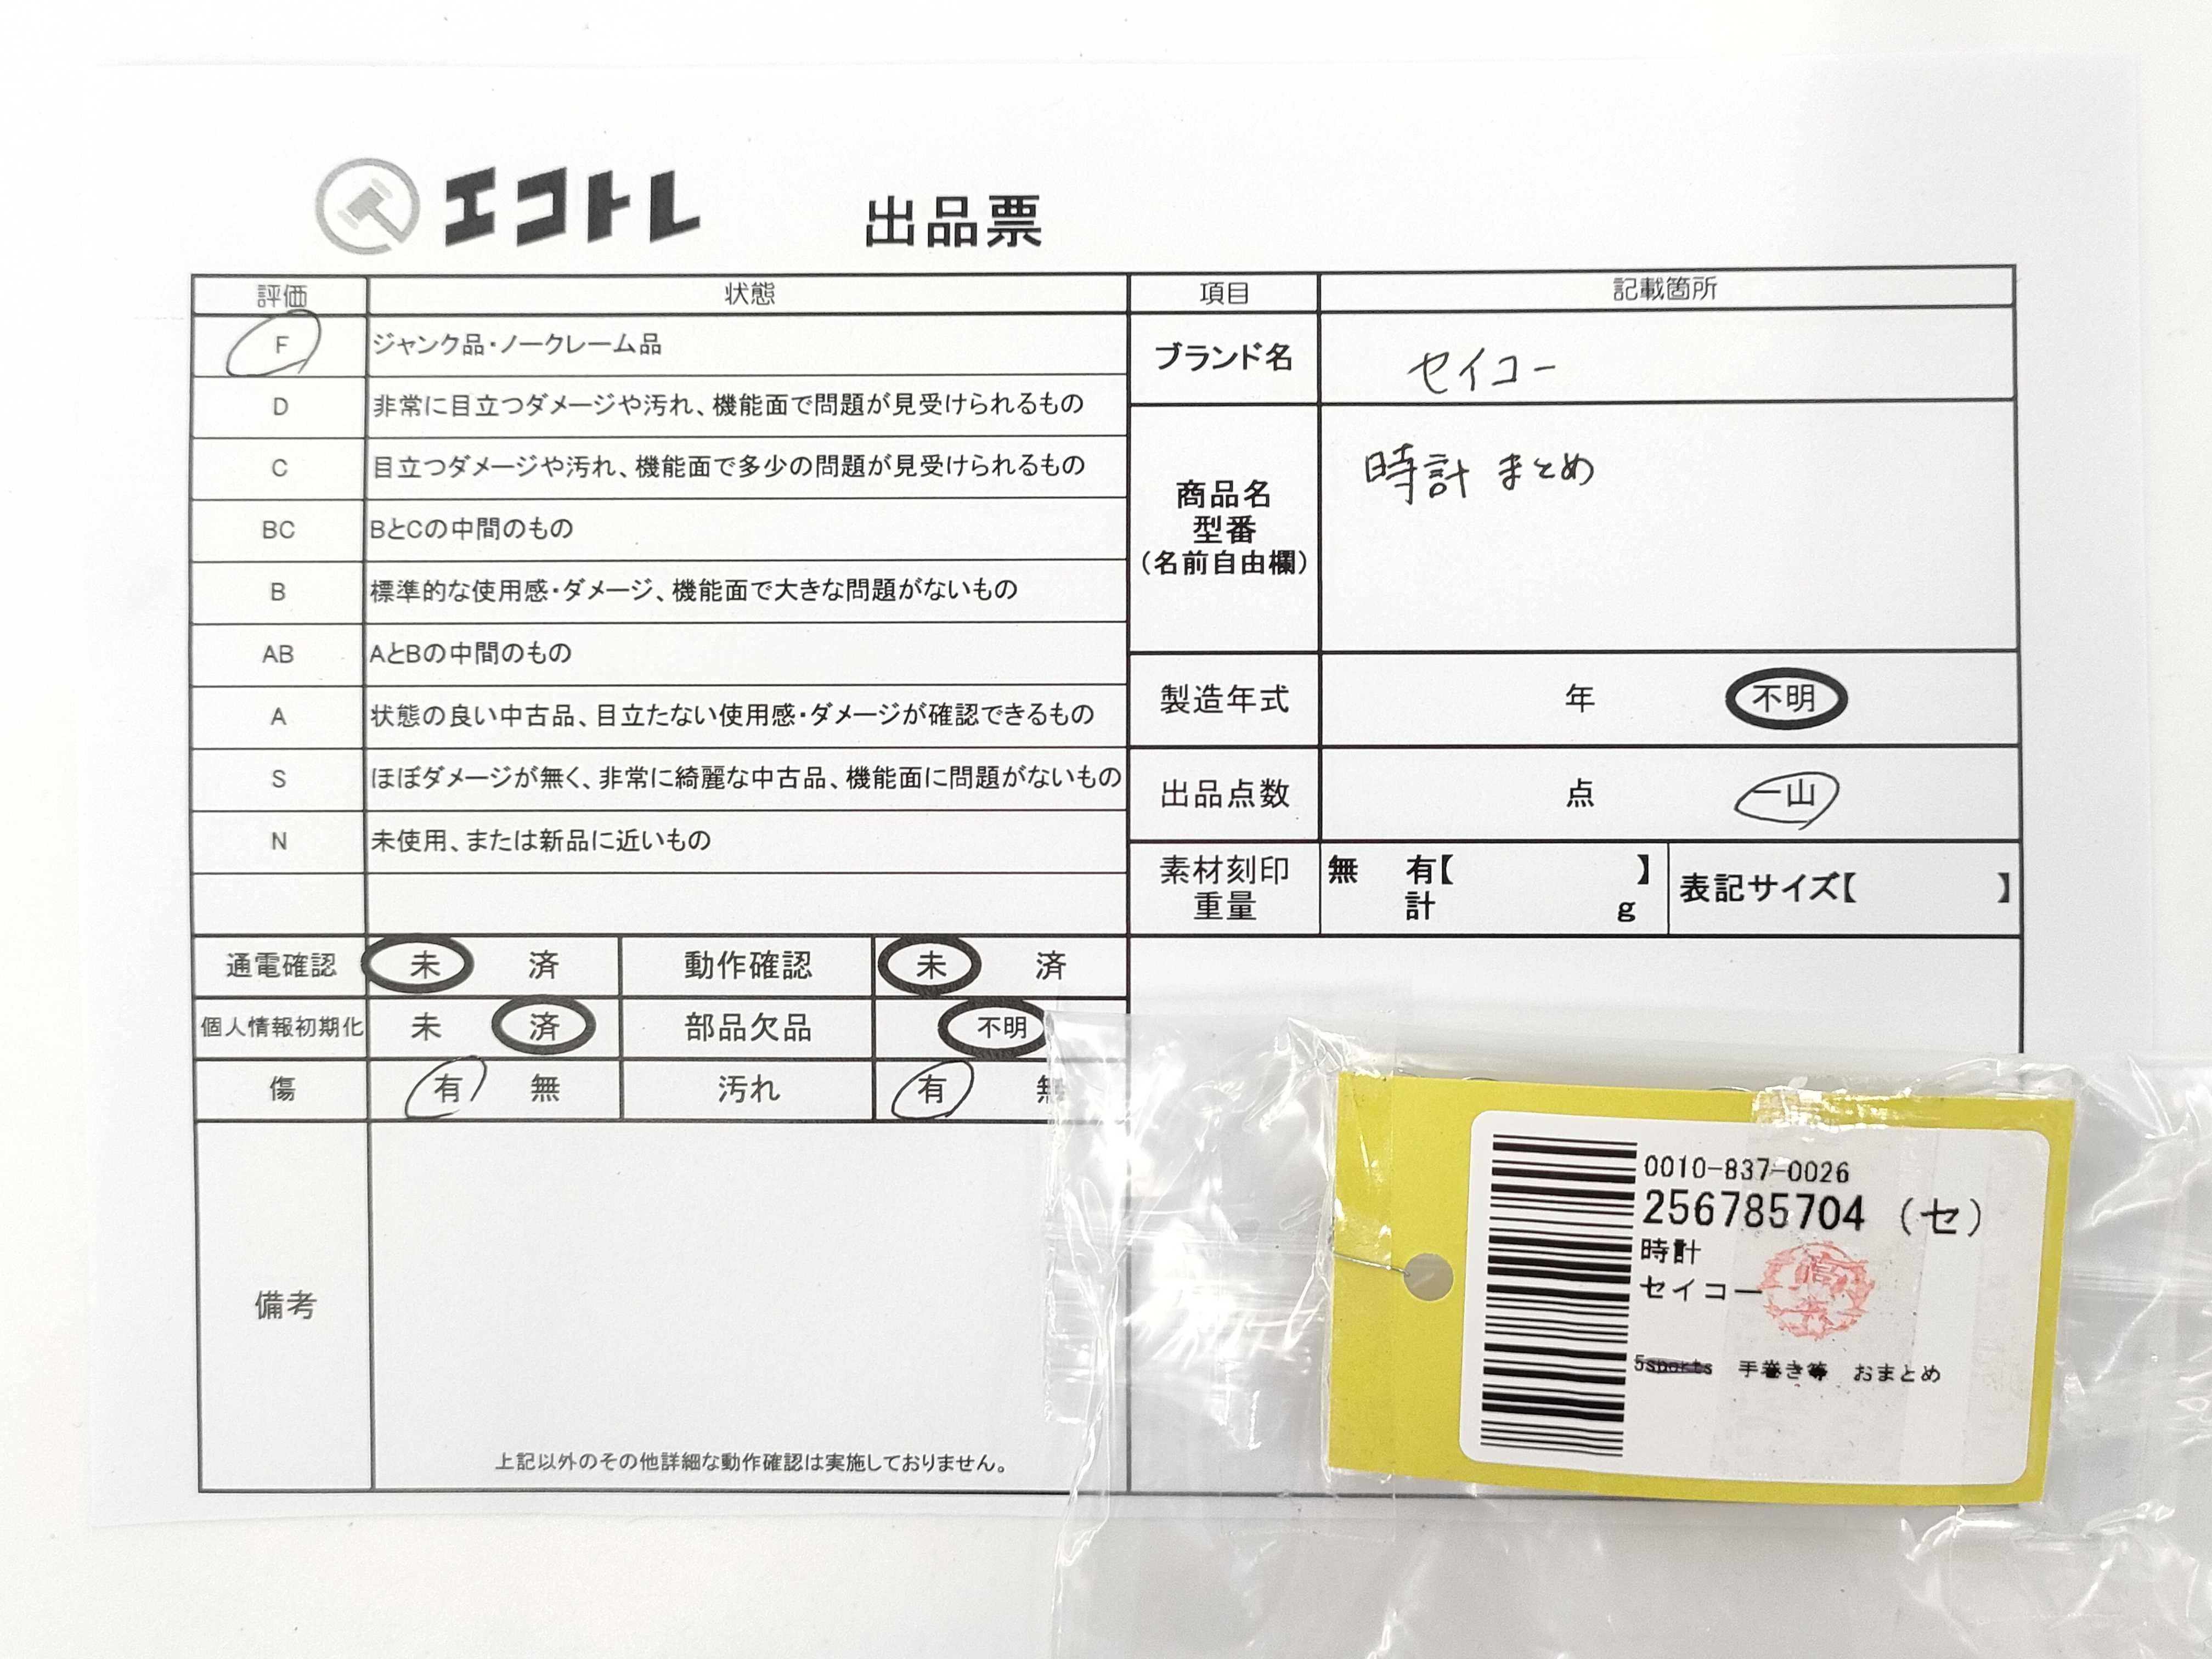 エコトレ 出品票
評価 状態 項目 記載箇所
F ジャンク品・ノークレーム品
D 非常に目立つダメージや汚れ、機能面で問題が見受けられるもの
C 目立つダメージや汚れ、機能面で多少の問題が見受けられるもの
BC BとCの中間のもの
B 標準的な使用感・ダメージ、機能面で大きな問題がないもの
AB AとBの中間のもの
A 状態の良い中古品、目立たない使用感・ダメージが確認できるもの
S ほぼダメージが無く、非常に綺麗な中古品、機能面に問題がないもの
N 未使用、または新品に近いもの
ブランド名 セイコー
商品名
型番
(名前自由欄)
時計 まとめ
製造年式 年 不明
出品点数 点 一山
素材刻印
重量
無 有【 】
計 g
表記サイズ【 】
通電確認 未 済 動作確認 未 済
個人情報初期化 未 済 部品欠品 不明
傷 有 無 汚れ 有 無
備考
上記以外のその他詳細な動作確認は実施しておりません。
0010-837-0026
256785704 (セ)
時計
セイコー
5sports 手巻き等 おまとめ